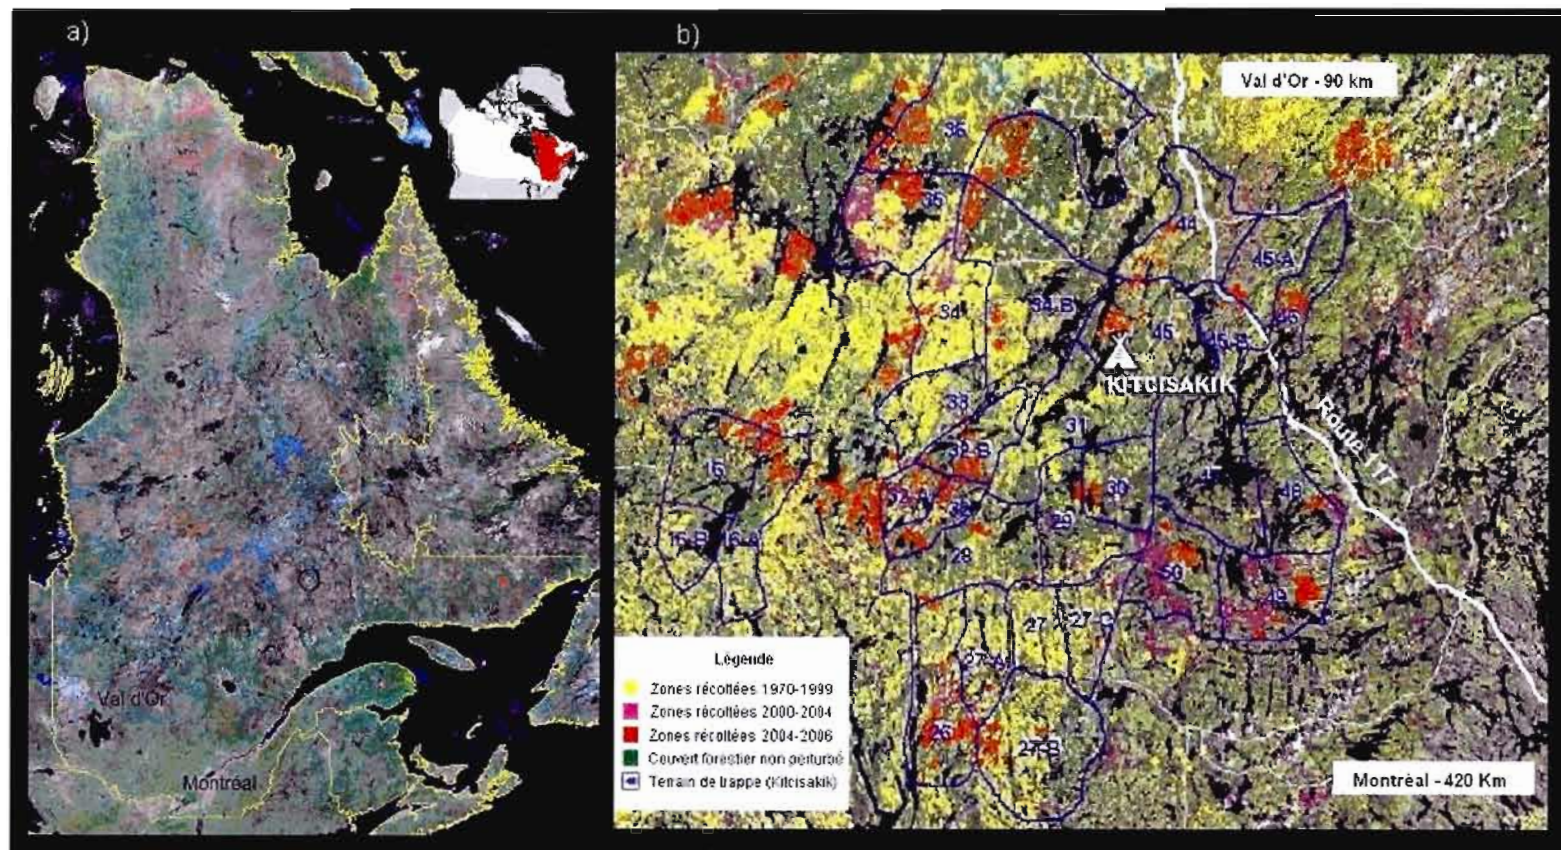 a)
Val d'Or
Montréal
b)
Val d'Or - 90 km
36
35
44
45-A
34
34-B
45
45-B
46
KITCISAKIK
Route 117
33
31
32-B
15
32-A
30
29
48
28
50
49
27
27-C
27-A
26
27-B
Légende
Zones récoltées 1970-1999
Zones récoltées 2000-2004
Zones récoltées 2004-2006
Couvert forestier non perturbé
Terrain de trappe (Kitcisakik)
Montréal - 420 Km